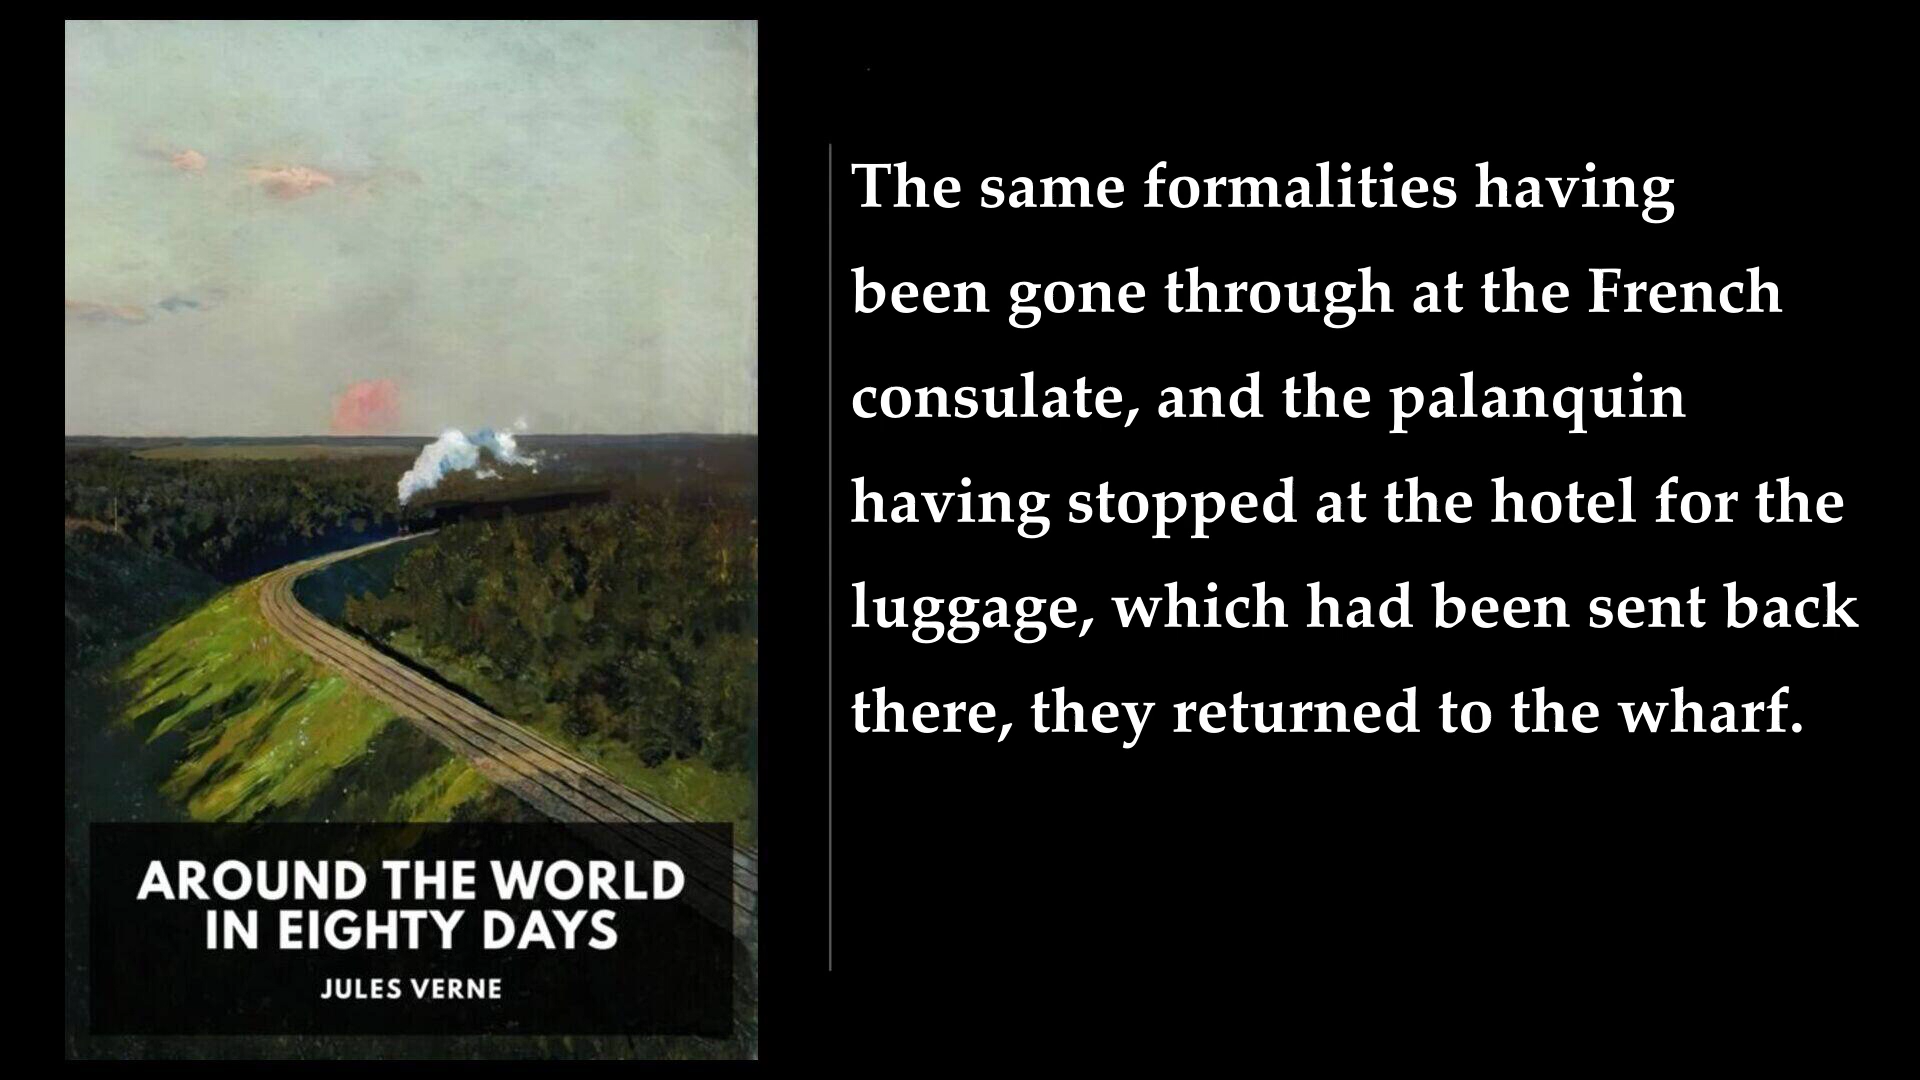 The same formalities having
been gone through at the French
consulate, and the palanquin
having stopped at the hotel for the
luggage, which had been sent back
there, they returned to the wharf.
AROUND THE WORLD
IN EIGHTY DAYS
JULES VERNE